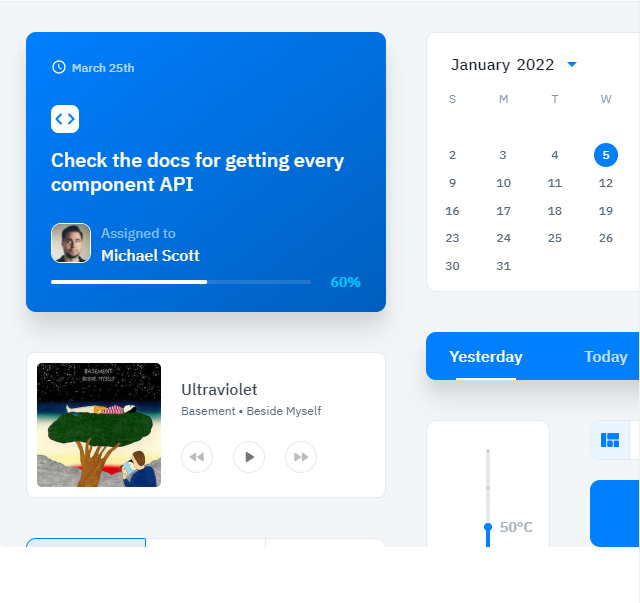 March 25th
Check the docs for getting every
component API
Assigned to
Michael Scott
60%
January 2022
S M T W
2 3 4 5
9 10 11 12
16 17 18 19
23 24 25 26
30 31
Yesterday Today
BASEMENT
BESIDE MYSELF
Ultraviolet
Basement • Beside Myself
50°C